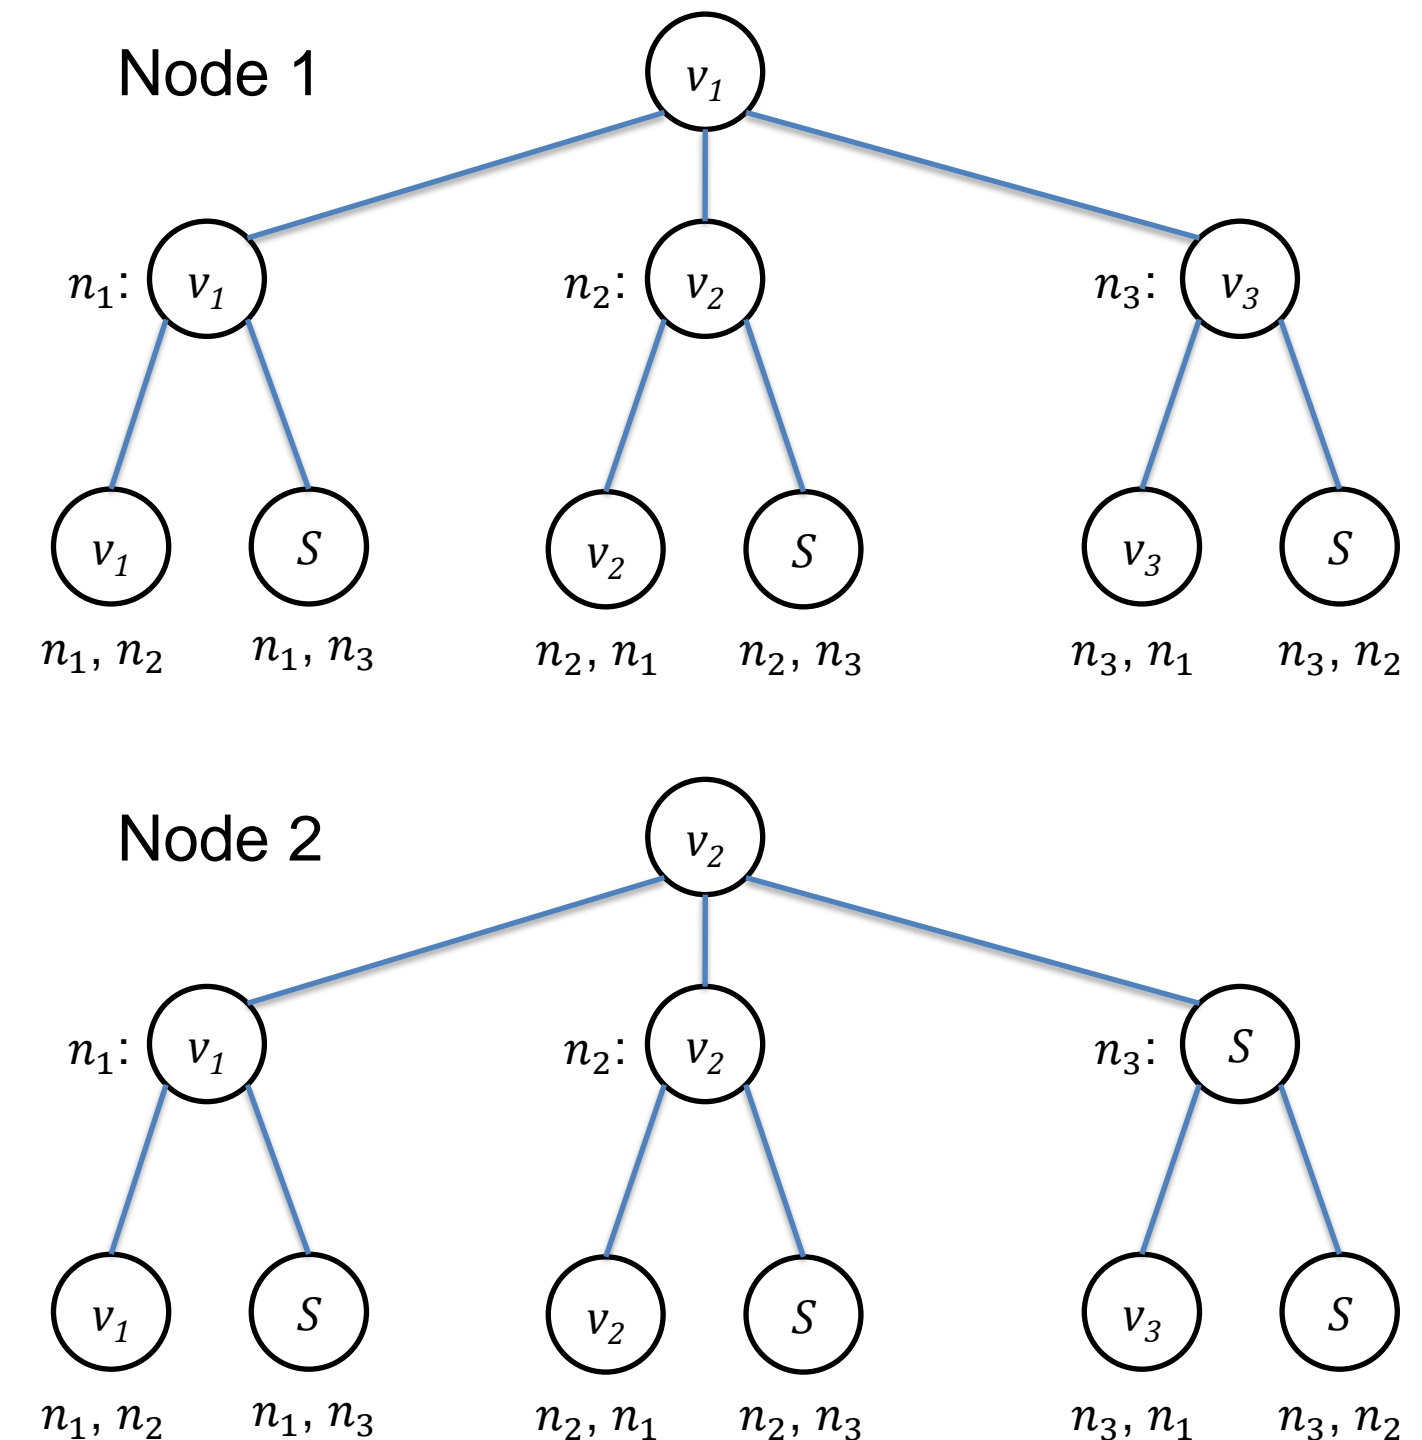 Node 1
v₁
n₁: v₁ n₂: v₂ n₃: v₃
v₁ S v₂ S v₃ S
n₁, n₂ n₁, n₃ n₂, n₁ n₂, n₃ n₃, n₁ n₃, n₂
Node 2
v₂
n₁: v₁ n₂: v₂ n₃: S
v₁ S v₂ S v₃ S
n₁, n₂ n₁, n₃ n₂, n₁ n₂, n₃ n₃, n₁ n₃, n₂